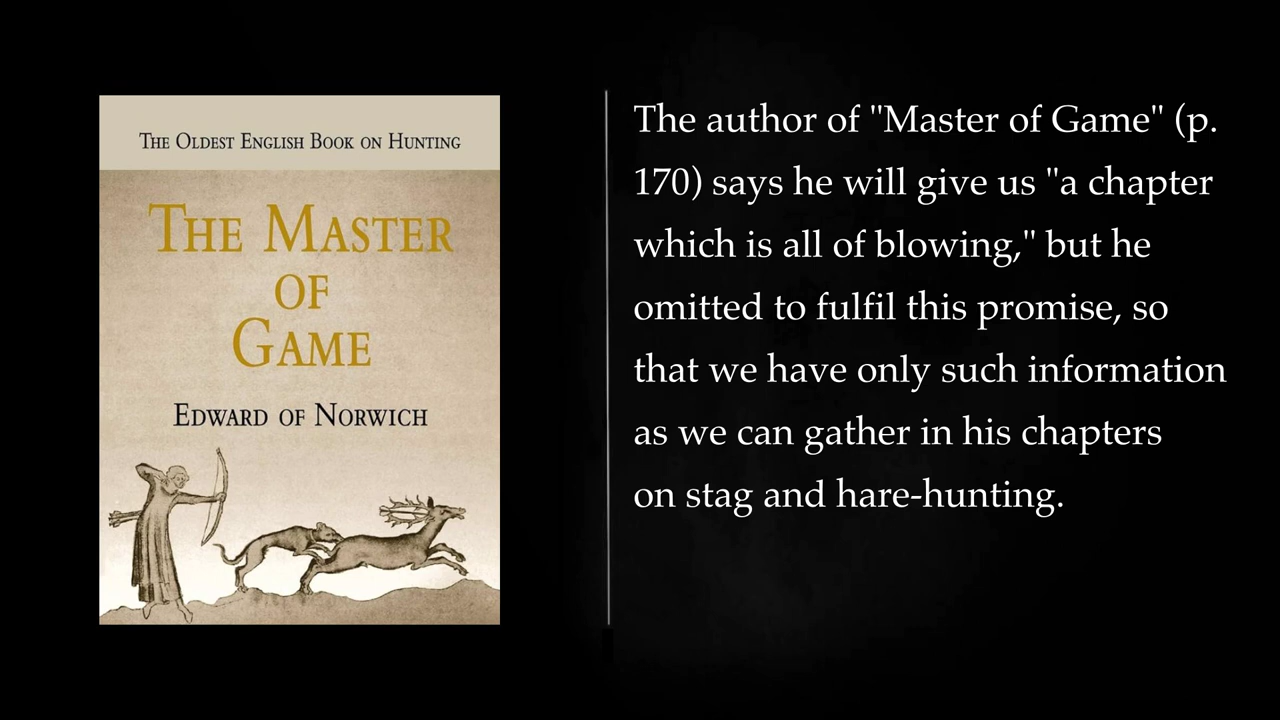 THE OLDEST ENGLISH BOOK ON HUNTING
THE MASTER
OF
GAME
EDWARD OF NORWICH
The author of "Master of Game" (p.
170) says he will give us "a chapter
which is all of blowing," but he
omitted to fulfil this promise, so
that we have only such information
as we can gather in his chapters
on stag and hare-hunting.